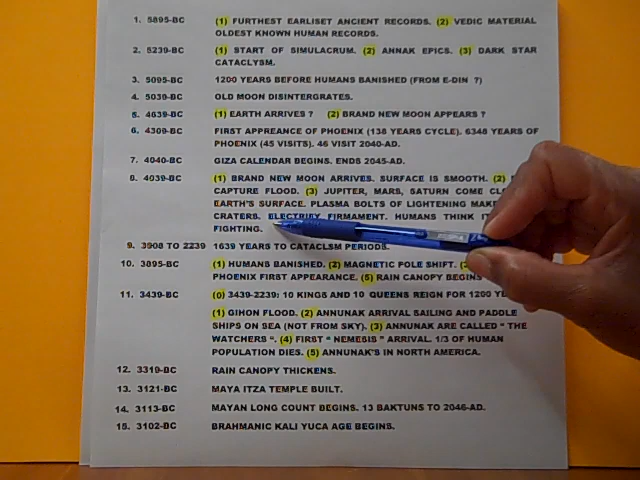 1. 5895-BC (1) FURTHEST EARLISET ANCIENT RECORDS. (2) VEDIC MATERIAL
OLDEST KNOWN HUMAN RECORDS.
2. 5239-BC (1) START OF SIMULACRUM. (2) ANNAK EPICS. (3) DARK STAR
CATACLYSM.
3. 5095-BC 1200 YEARS BEFORE HUMANS BANISHED (FROM E-DIN ?)
4. 5039-BC OLD MOON DISINTERGRATES.
5. 4639-BC (1) EARTH ARRIVES ? (2) BRAND NEW MOON APPEARS ?
6. 4309-BC FIRST APPREANCE OF PHOENIX (138 YEARS CYCLE). 6348 YEARS OF
PHOENIX (45 VISITS). 46 VISIT 2040-AD.
7. 4040-BC GIZA CALENDAR BEGINS. ENDS 2045-AD.
8. 4039-BC (1) BRAND NEW MOON ARRIVES. SURFACE IS SMOOTH. (2)
CAPTURE FLOOD. (3) JUPITER, MARS, SATURN COME
EARTH'S SURFACE. PLASMA BOLTS OF LIGHTENING MAKE
CRATERS. ELECTRIFY FIRMAMENT. HUMANS THINK
FIGHTING.
9. 3908 TO 2239 1639 YEARS TO CATACLSM PERIODS.
10. 3895-BC (1) HUMANS BANISHED. (2) MAGNETIC POLE SHIFT.
PHOENIX FIRST APPEARANCE. (5) RAIN CANOPY BEGINS
11. 3439-BC (0) 3439-2239: 10 KINGS AND 10 QUEENS REIGN FOR 1200
(1) GIHON FLOOD. (2) ANNUNAK ARRIVAL SAILING AND PADDLE
SHIPS ON SEA (NOT FROM SKY). (3) ANNUNAK ARE CALLED " THE
WATCHERS ". (4) FIRST " NEMESIS " ARRIVAL. 1/3 OF HUMAN
POPULATION DIES. (5) ANNUNAK'S IN NORTH AMERICA.
12. 3319-BC RAIN CANOPY THICKENS.
13. 3121-BC MAYA ITZA TEMPLE BUILT.
14. 3113-BC MAYAN LONG COUNT BEGINS. 13 BAKTUNS TO 2046-AD.
15. 3102-BC BRAHMANIC KALI YUCA AGE BEGINS.